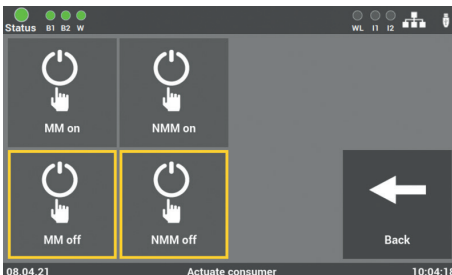 Status B1 B2 W WL I1 I2
MM on NMM on
MM off NMM off Back
08.04.21 Actuate consumer 10:04:18